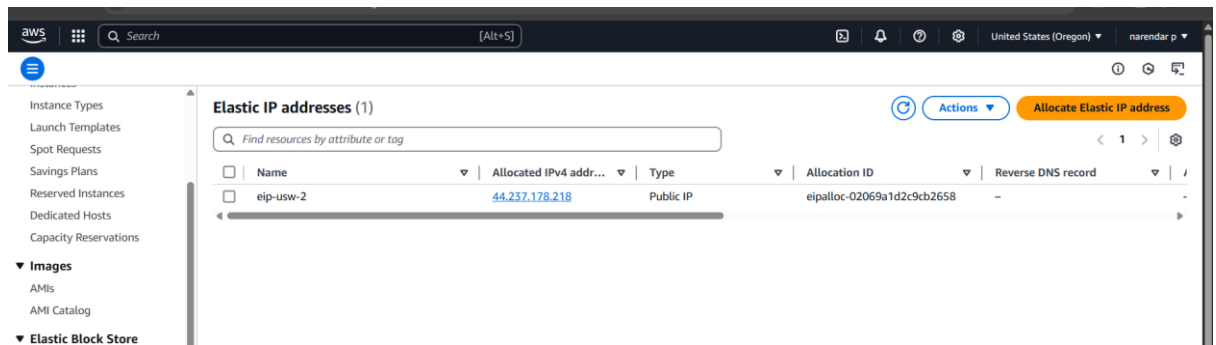 aws Search [Alt+S] United States (Oregon) narendar p
Instance Types
Launch Templates
Spot Requests
Savings Plans
Reserved Instances
Dedicated Hosts
Capacity Reservations
Images
AMIs
AMI Catalog
Elastic Block Store
Elastic IP addresses (1) Actions Allocate Elastic IP address
Find resources by attribute or tag 1
Name Allocated IPv4 addr... Type Allocation ID Reverse DNS record
eip-usw-2 44.237.178.218 Public IP eipalloc-02069a1d2c9cb2658 –